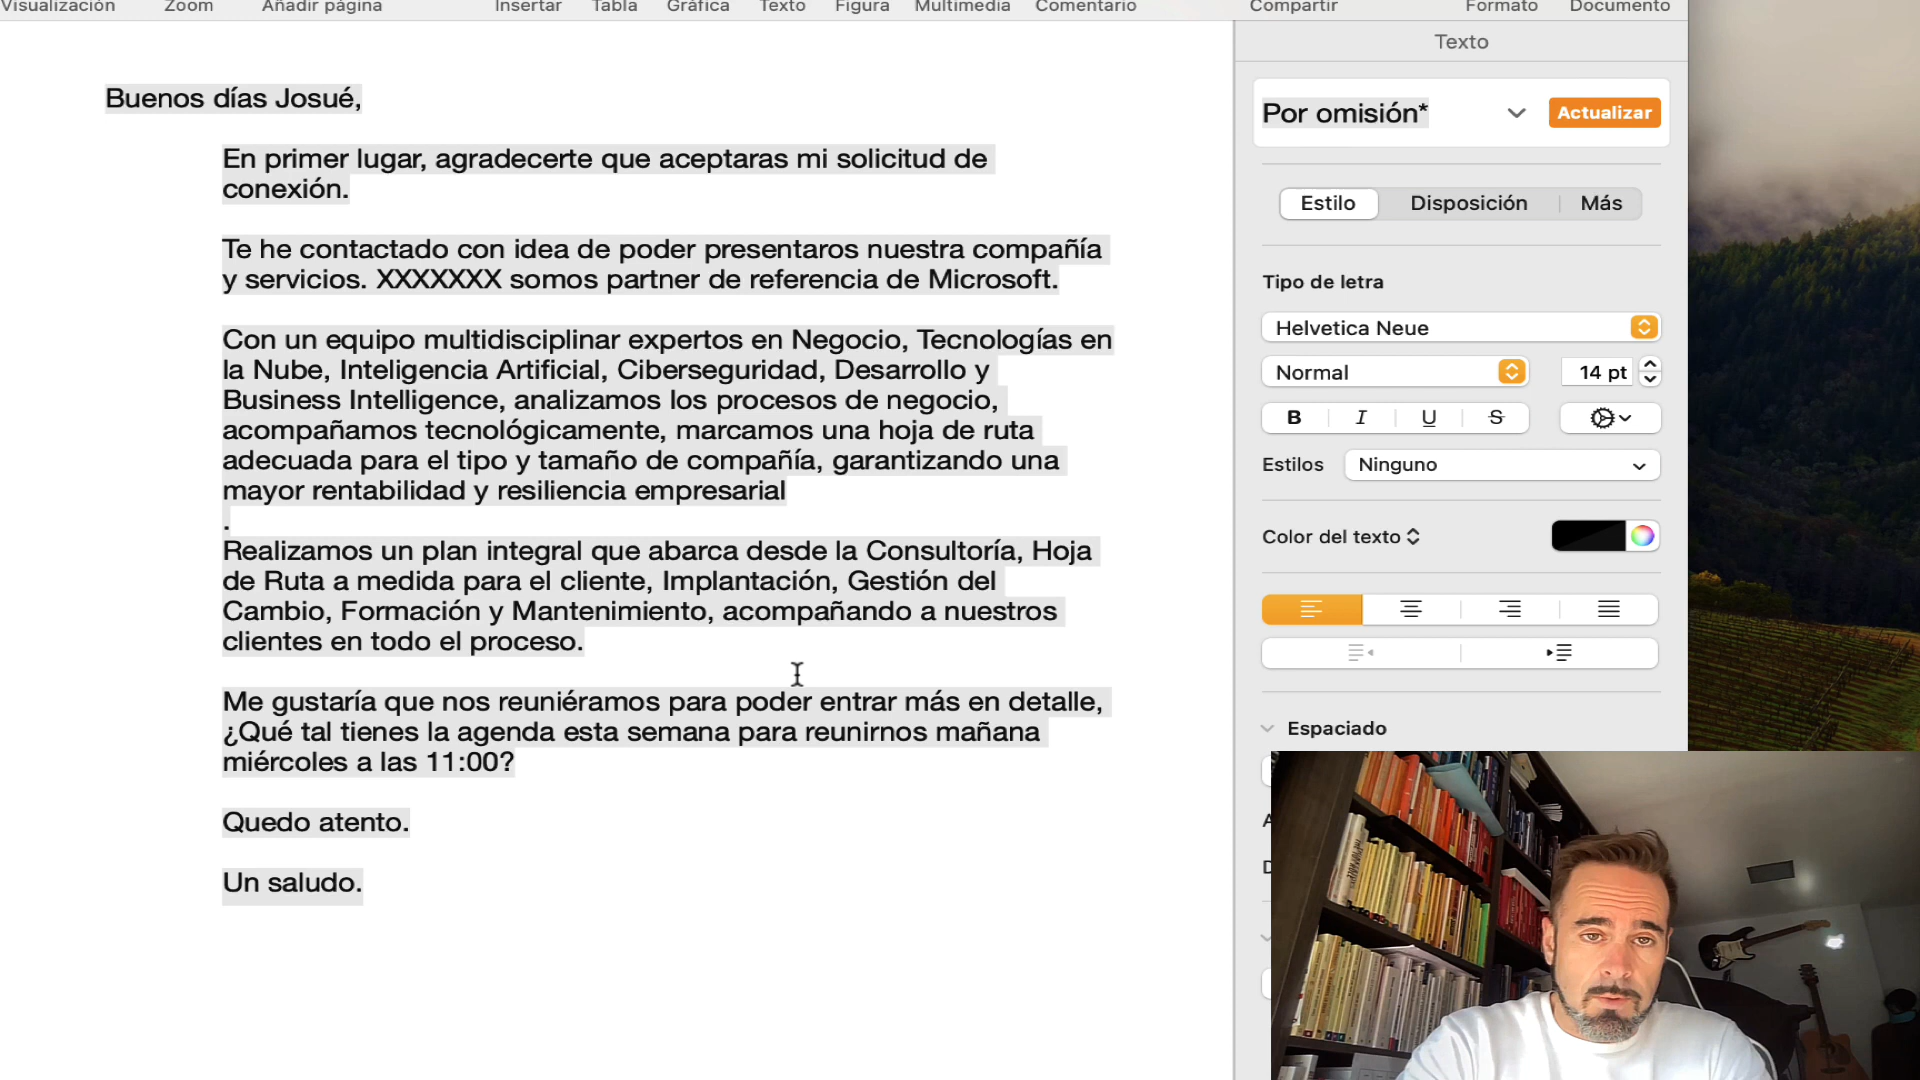 Visualización Zoom Añadir página Insertar Tabla Gráfica Texto Figura Multimedia Comentario Compartir Formato Documento
Texto
Buenos días Josué,
En primer lugar, agradecerte que aceptaras mi solicitud de
conexión.
Te he contactado con idea de poder presentaros nuestra compañía
y servicios. XXXXXXX somos partner de referencia de Microsoft.
Con un equipo multidisciplinar expertos en Negocio, Tecnologías en
la Nube, Inteligencia Artificial, Ciberseguridad, Desarrollo y
Business Intelligence, analizamos los procesos de negocio,
acompañamos tecnológicamente, marcamos una hoja de ruta
adecuada para el tipo y tamaño de compañía, garantizando una
mayor rentabilidad y resiliencia empresarial
.
Realizamos un plan integral que abarca desde la Consultoría, Hoja
de Ruta a medida para el cliente, Implantación, Gestión del
Cambio, Formación y Mantenimiento, acompañando a nuestros
clientes en todo el proceso.
Me gustaría que nos reuniéramos para poder entrar más en detalle,
¿Qué tal tienes la agenda esta semana para reunirnos mañana
miércoles a las 11:00?
Quedo atento.
Un saludo.
Por omisión* Actualizar
Estilo Disposición Más
Tipo de letra
Helvetica Neue
Normal 14 pt
B I U S
Estilos Ninguno
Color del texto
Espaciado